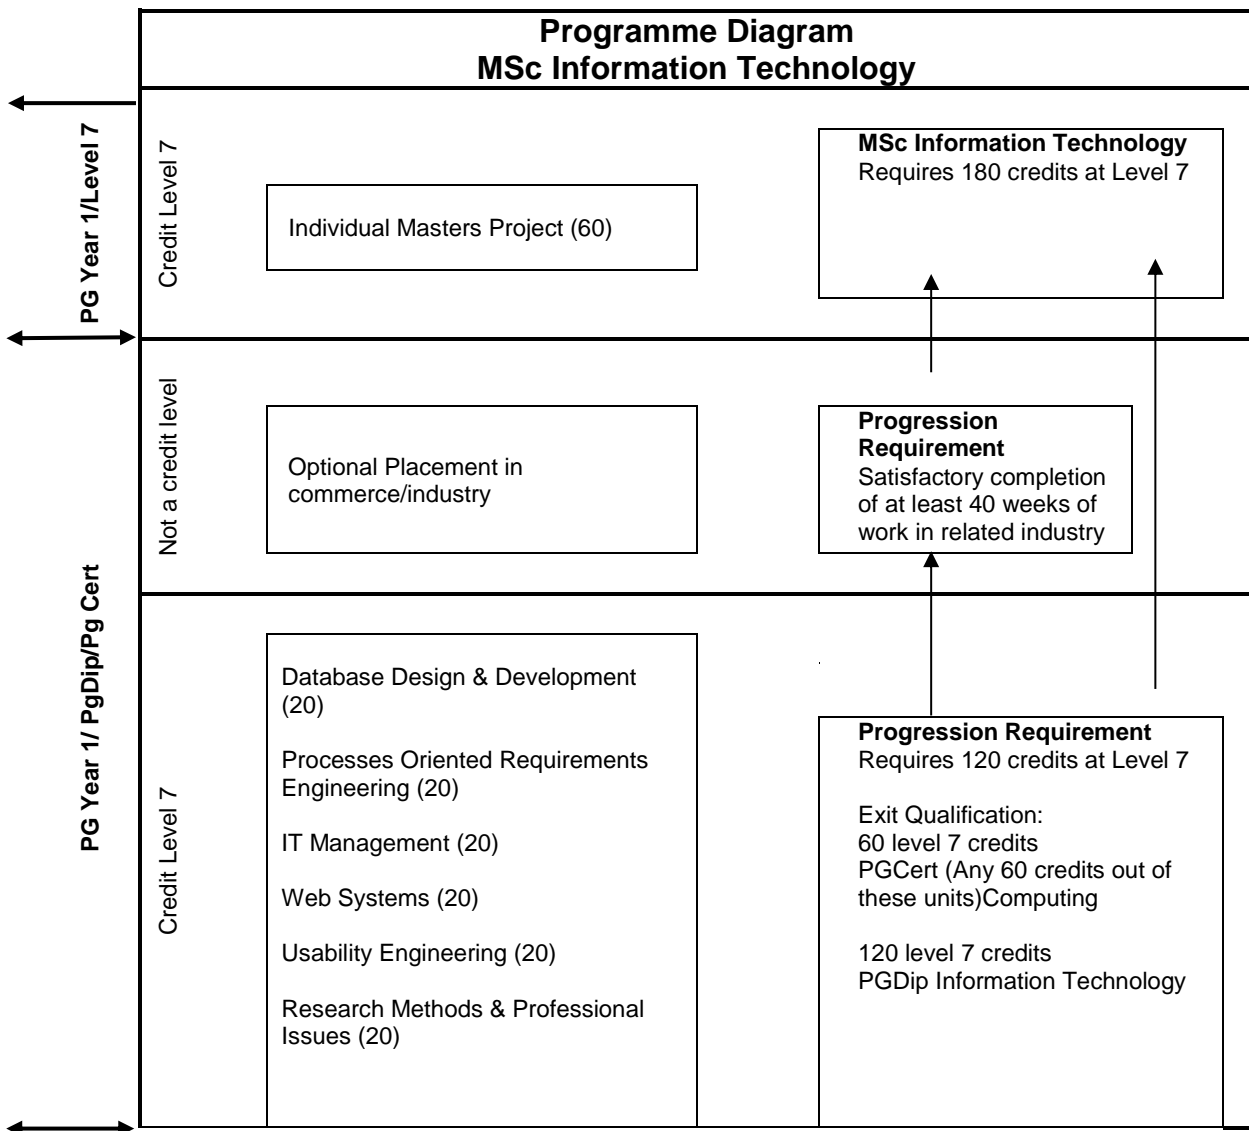 Programme Diagram
MSc Information Technology
PG Year 1/Level 7
Credit Level 7
Individual Masters Project (60)
MSc Information Technology
Requires 180 credits at Level 7
PG Year 1/ PgDip/Pg Cert
Not a credit level
Optional Placement in
commerce/industry
Progression
Requirement
Satisfactory completion
of at least 40 weeks of
work in related industry
Credit Level 7
Database Design & Development
(20)
Processes Oriented Requirements
Engineering (20)
IT Management (20)
Web Systems (20)
Usability Engineering (20)
Research Methods & Professional
Issues (20)
Progression Requirement
Requires 120 credits at Level 7
Exit Qualification:
60 level 7 credits
PGCert (Any 60 credits out of
these units)Computing
120 level 7 credits
PGDip Information Technology